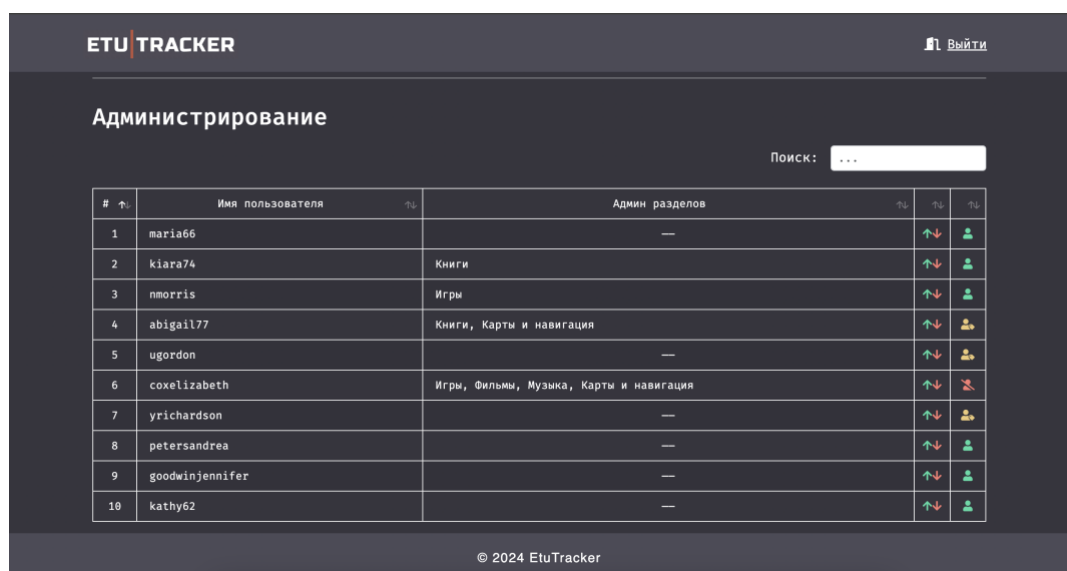 ETU TRACKER Выйти
Администрирование
Поиск: ...
# Имя пользователя Админ разделов
1 maria66 —
2 kiara74 Книги
3 nmorris Игры
4 abigail77 Книги, Карты и навигация
5 ugordon —
6 coxelizabeth Игры, Фильмы, Музыка, Карты и навигация
7 yrichardson —
8 petersandrea —
9 goodwinjennifer —
10 kathy62 —
© 2024 EtuTracker